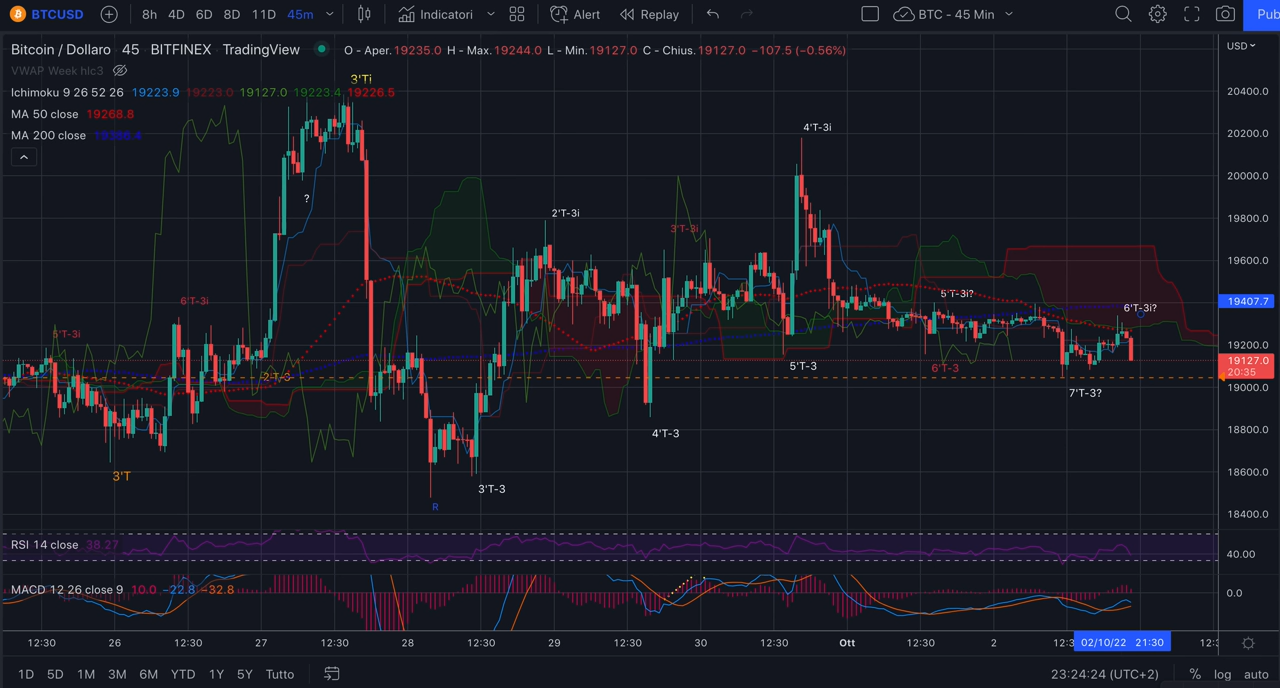 BTCUSD 8h 4D 6D 8D 11D 45m Indicatori Alert Replay BTC - 45 Min Pub
Bitcoin / Dollaro 45 BITFINEX TradingView O - Aper. 19235.0 H - Max. 19244.0 L - Min. 19127.0 C - Chius. 19127.0 −107.5 (−0.56%)
USD
VWAP Week hlc3
3'Ti
Ichimoku 9 26 52 26 19223.9 19223.0 19127.0 19223.4 19226.5
20400.0
MA 50 close 19268.8
4'T-3i
MA 200 close
20200.0
20000.0
?
2'T-3i
19800.0
3'T-3i
19600.0
5'T-3i?
6'T-3i
19407.7
6'T-3i?
5'T-3i
19200.0
19127.0
20:35
5'T-3
6'T-3
2'T-3
19000.0
7'T-3?
18800.0
4'T-3
3'T
18600.0
3'T-3
R
18400.0
RSI 14 close 38.27
40.00
MACD 12 26 close 9 10.0 −22.8 −32.8
0.0
12:30 26 12:30 27 12:30 28 12:30 29 12:30 30 12:30 Ott 12:30 2 12:3 02/10/22 21:30 12:3
1D 5D 1M 3M 6M YTD 1Y 5Y Tutto 23:24:24 (UTC+2) % log auto